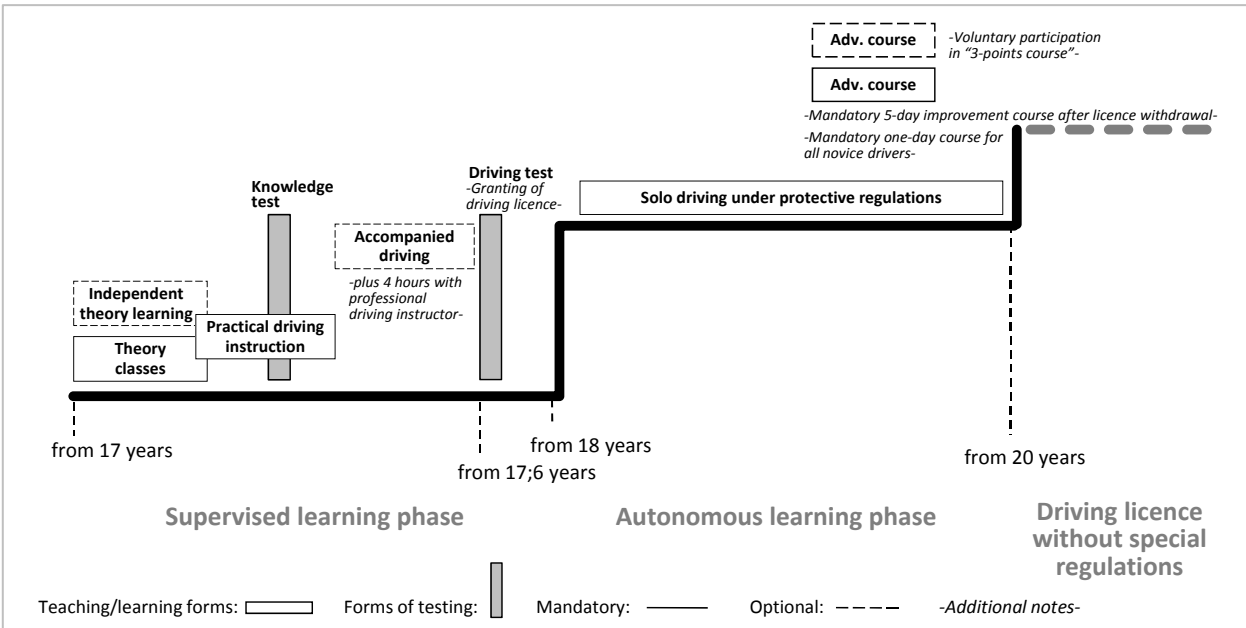 Adv. course
-Voluntary participation
in “3-points course”-
Adv. course
-Mandatory 5-day improvement course after licence withdrawal-
-Mandatory one-day course for
all novice drivers-
Knowledge
test
Driving test
-Granting of
driving licence-
Solo driving under protective regulations
Accompanied
driving
-plus 4 hours with
professional
driving instructor-
Independent
theory learning
Practical driving
instruction
Theory
classes
from 17 years
from 17;6 years
from 18 years
from 20 years
Supervised learning phase
Autonomous learning phase
Driving licence
without special
regulations
Teaching/learning forms:
Forms of testing:
Mandatory:
Optional:
-Additional notes-